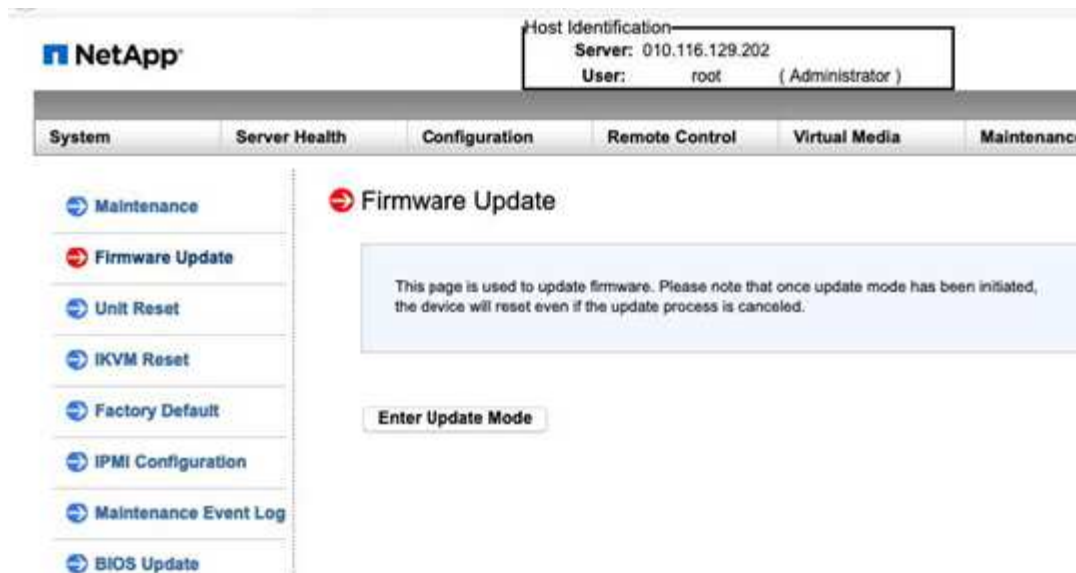 Host Identification
NetApp
Server: 010.116.129.202
User: root ( Administrator )
System Server Health Configuration Remote Control Virtual Media Maintenanc
Maintenance
Firmware Update
Unit Reset
IKVM Reset
Factory Default
IPMI Configuration
Maintenance Event Log
BIOS Update
Firmware Update
This page is used to update firmware. Please note that once update mode has been initiated,
the device will reset even if the update process is canceled.
Enter Update Mode